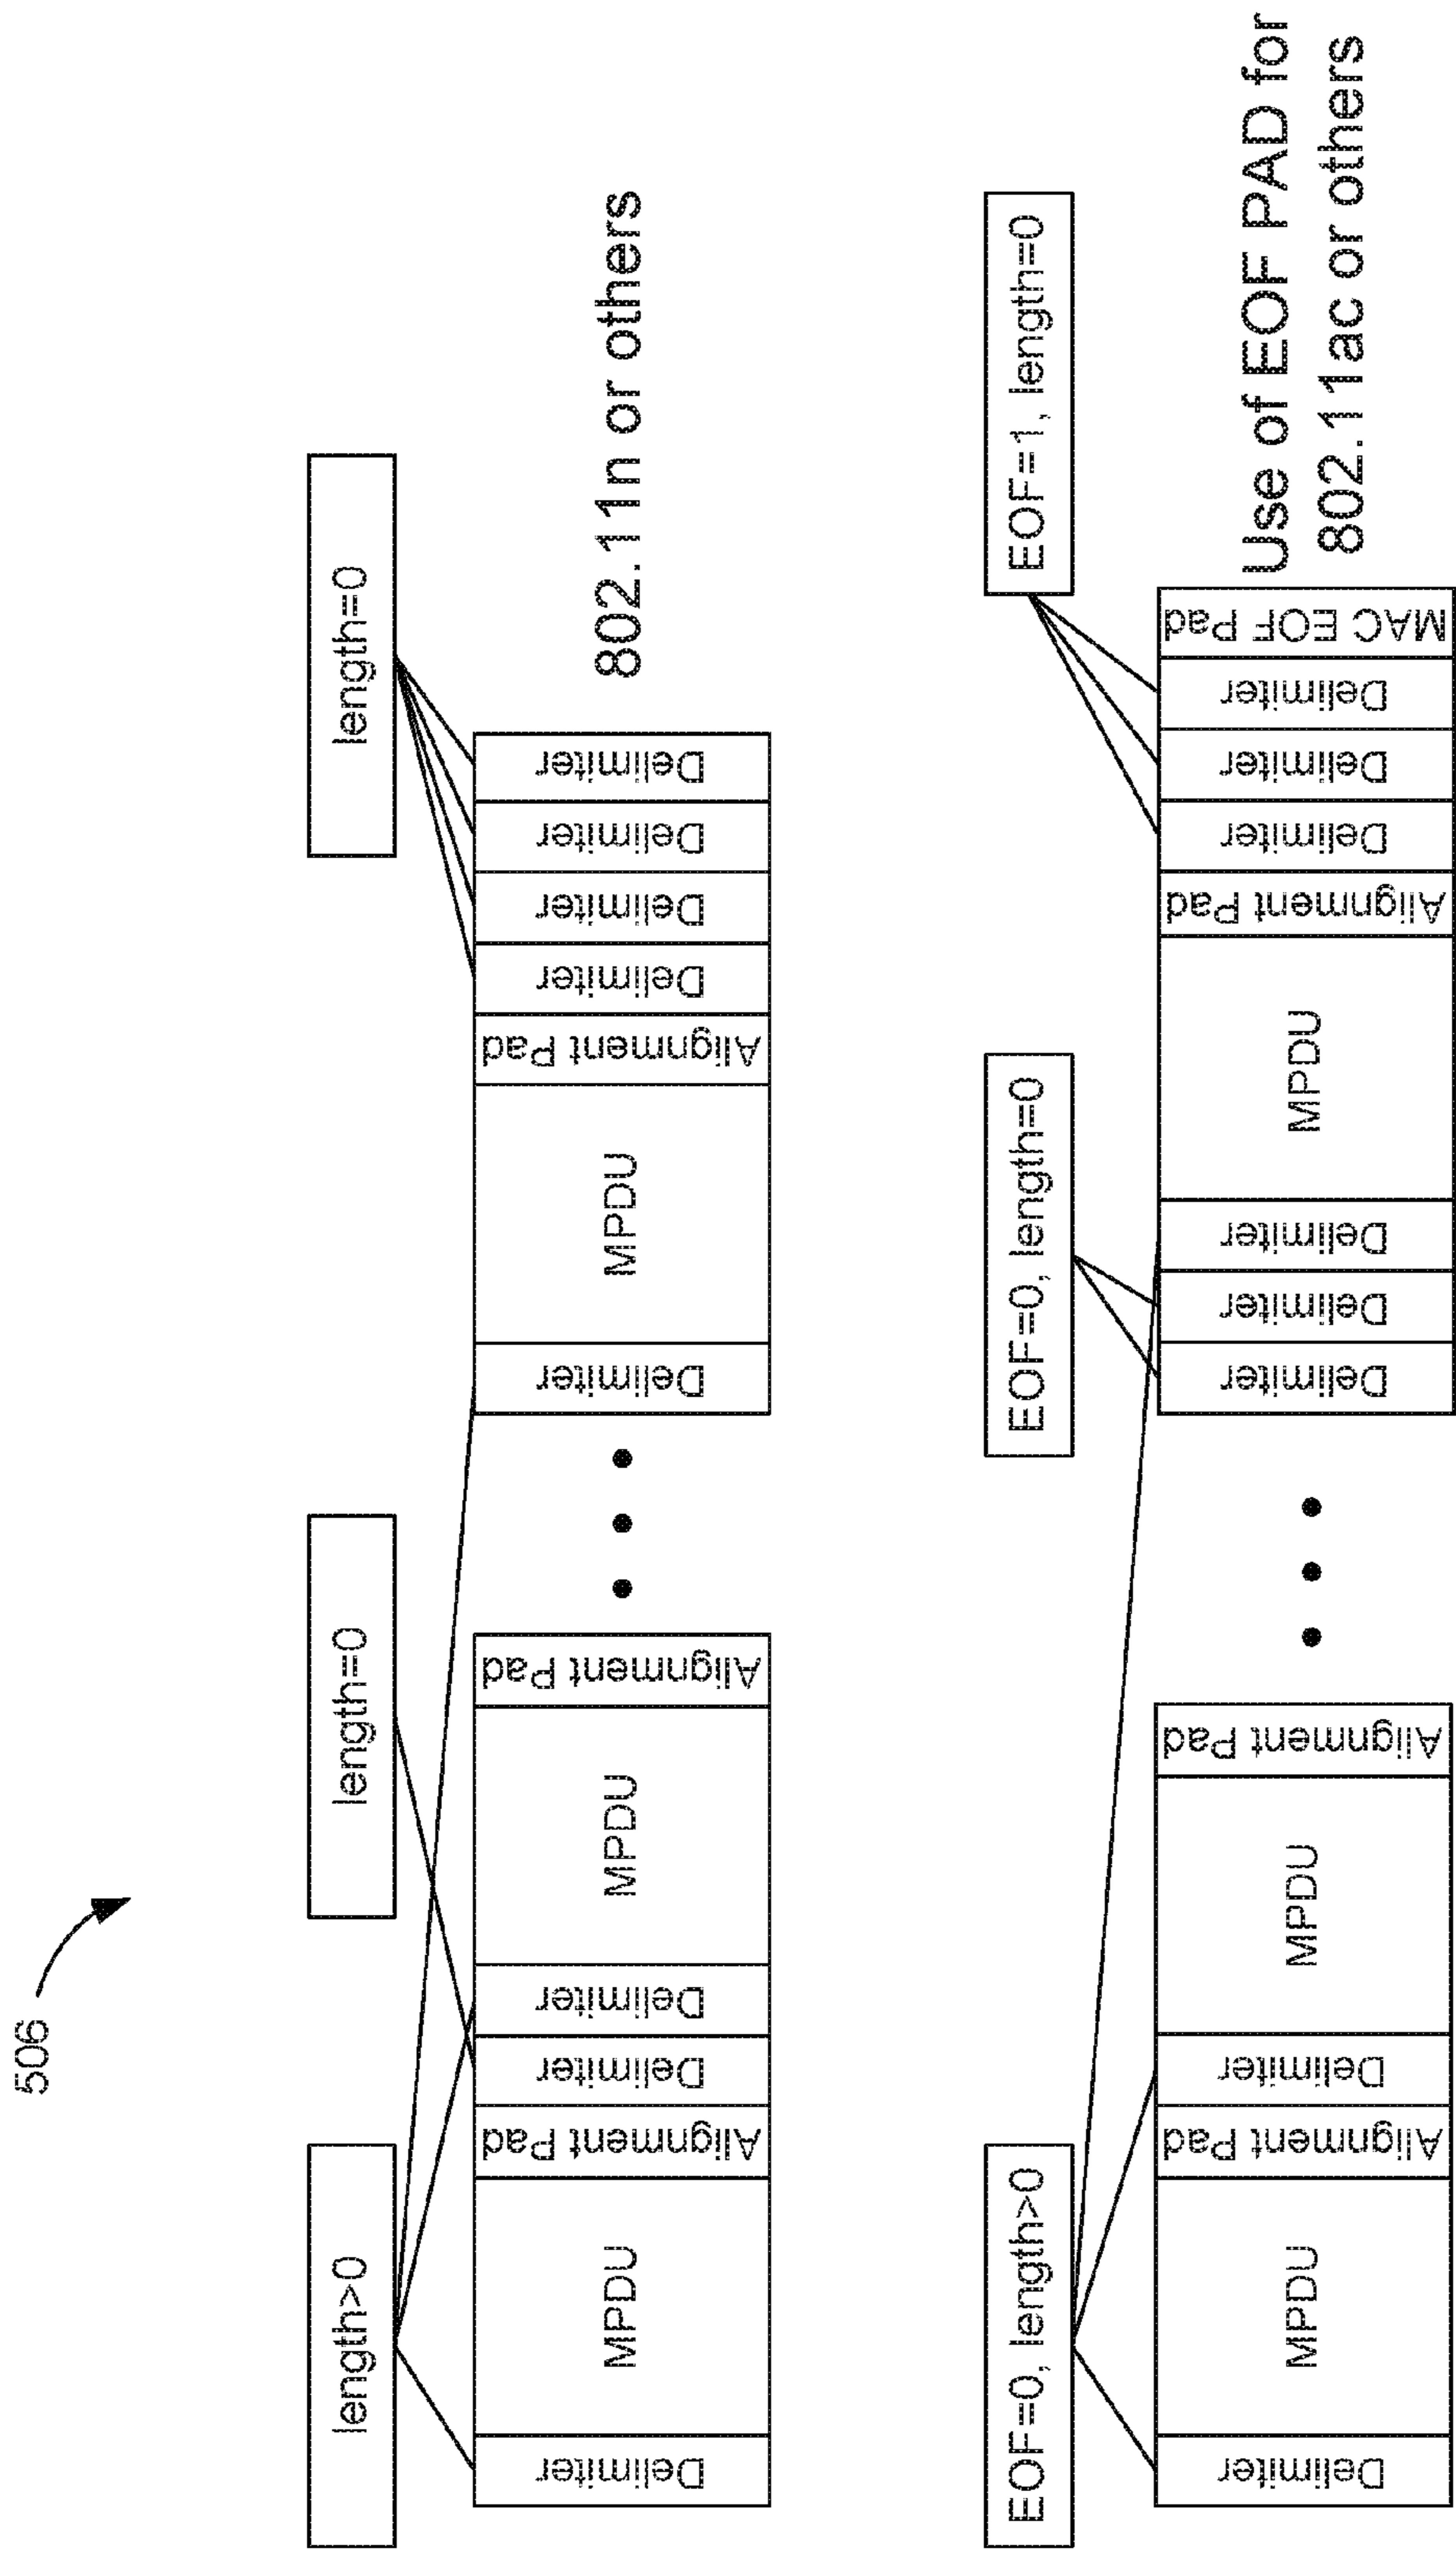 506
length>0
length=0
length=0
Delimiter
MPDU
Alignment Pad
Delimiter
Delimiter
MPDU
Alignment Pad
Delimiter
MPDU
Alignment Pad
Delimiter
Delimiter
Delimiter
Delimiter
802.11n or others
EOF=0, length>0
EOF=0, length=0
EOF=1, length=0
Delimiter
MPDU
Alignment Pad
Delimiter
MPDU
Alignment Pad
Delimiter
Delimiter
Delimiter
MPDU
Alignment Pad
Delimiter
Delimiter
Delimiter
MAC EOF Pad
Use of EOF PAD for
802.11ac or others